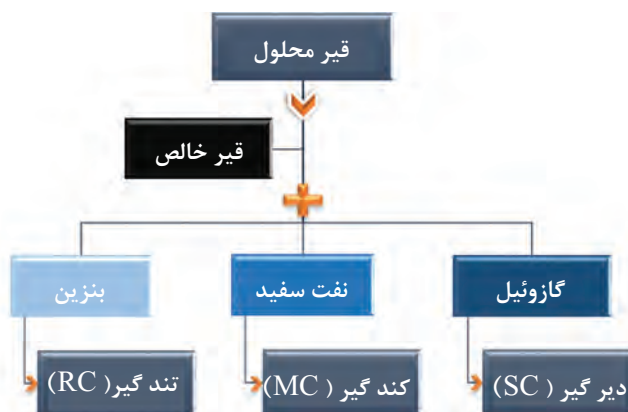 قیر محلول
قیر خالص
گازوئیل
نفت سفید
بنزین
دیر گیر ( SC)
کند گیر ( MC)
تند گیر( RC)